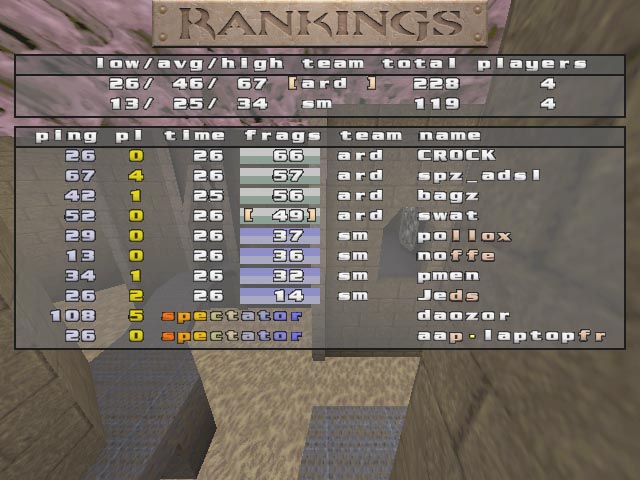 RANKINGS
low/avg/high team total players
26/ 46/ 67 [ard ] 228 4
13/ 25/ 34 sm 119 4
ping pl time frags team name
26 0 26 66 ard CROCK
67 4 26 57 ard spz_adsl
42 1 25 56 ard bagz
52 0 26 [ 49] ard swat
29 0 26 37 sm pollox
13 0 26 36 sm noffe
34 1 26 32 sm pmen
26 2 26 14 sm Jeds
108 5 spectator daozor
26 0 spectator aap·laptopfr